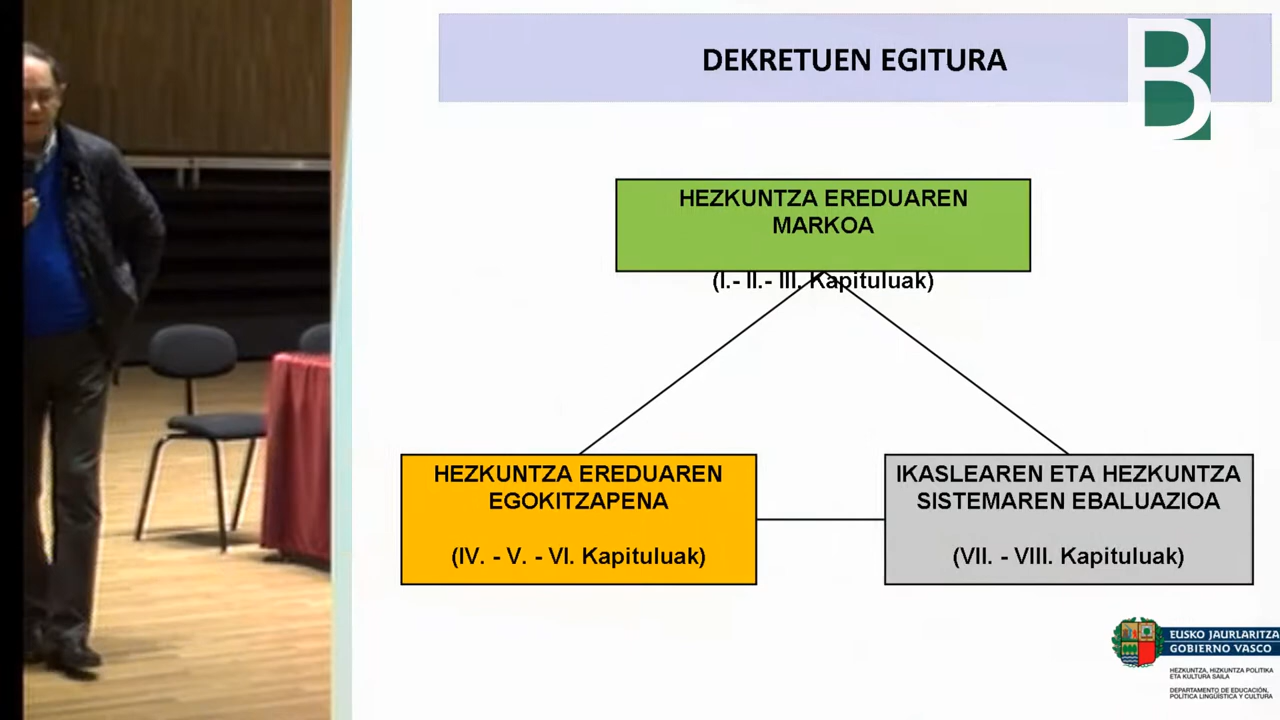 DEKRETUEN EGITURA
B
HEZKUNTZA EREDUAREN
MARKOA
(I.- II.- III. Kapituluak)
HEZKUNTZA EREDUAREN
EGOKITZAPENA
(IV. - V. - VI. Kapituluak)
IKASLEAREN ETA HEZKUNTZA
SISTEMAREN EBALUAZIOA
(VII. - VIII. Kapituluak)
EUSKO JAURLARITZA
GOBIERNO VASCO
HEZKUNTZA, HIZKUNTZA POLITIKA
ETA KULTURA SAILA
DEPARTAMENTO DE EDUCACIÓN,
POLÍTICA LINGÜÍSTICA Y CULTURA